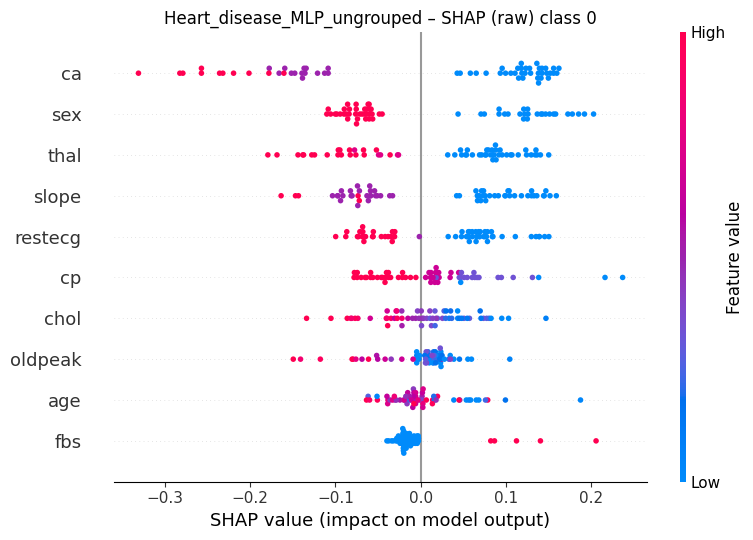 Heart_disease_MLP_ungrouped – SHAP (raw) class 0
High
ca
sex
thal
slope
restecg
cp
chol
oldpeak
age
fbs
Feature value
Low
−0.3 −0.2 −0.1 0.0 0.1 0.2
SHAP value (impact on model output)